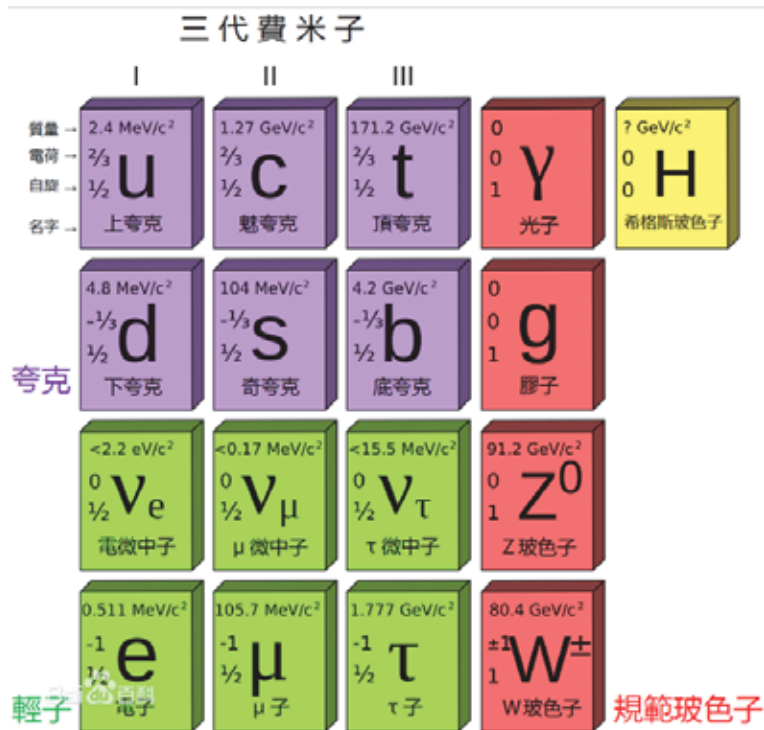 三代費米子
I II III
質量→
電荷→
自旋→
名字→
2.4 MeV/c²
⅔
½
u
上夸克
1.27 GeV/c²
⅔
½
c
魅夸克
171.2 GeV/c²
⅔
½
t
頂夸克
0
0
1
γ
光子
? GeV/c²
0
0
H
希格斯玻色子
夸克
4.8 MeV/c²
-⅓
½
d
下夸克
104 MeV/c²
-⅓
½
s
奇夸克
4.2 GeV/c²
-⅓
½
b
底夸克
0
0
1
g
膠子
<2.2 eV/c²
0
½
νe
電微中子
<0.17 MeV/c²
0
½
νμ
μ 微中子
<15.5 MeV/c²
0
½
ντ
τ 微中子
91.2 GeV/c²
0
1
Z⁰
Z 玻色子
輕子
0.511 MeV/c²
-1
½
e
電子
105.7 MeV/c²
-1
½
μ
μ 子
1.777 GeV/c²
-1
½
τ
τ 子
80.4 GeV/c²
±1
1
W±
W 玻色子
規範玻色子
百科